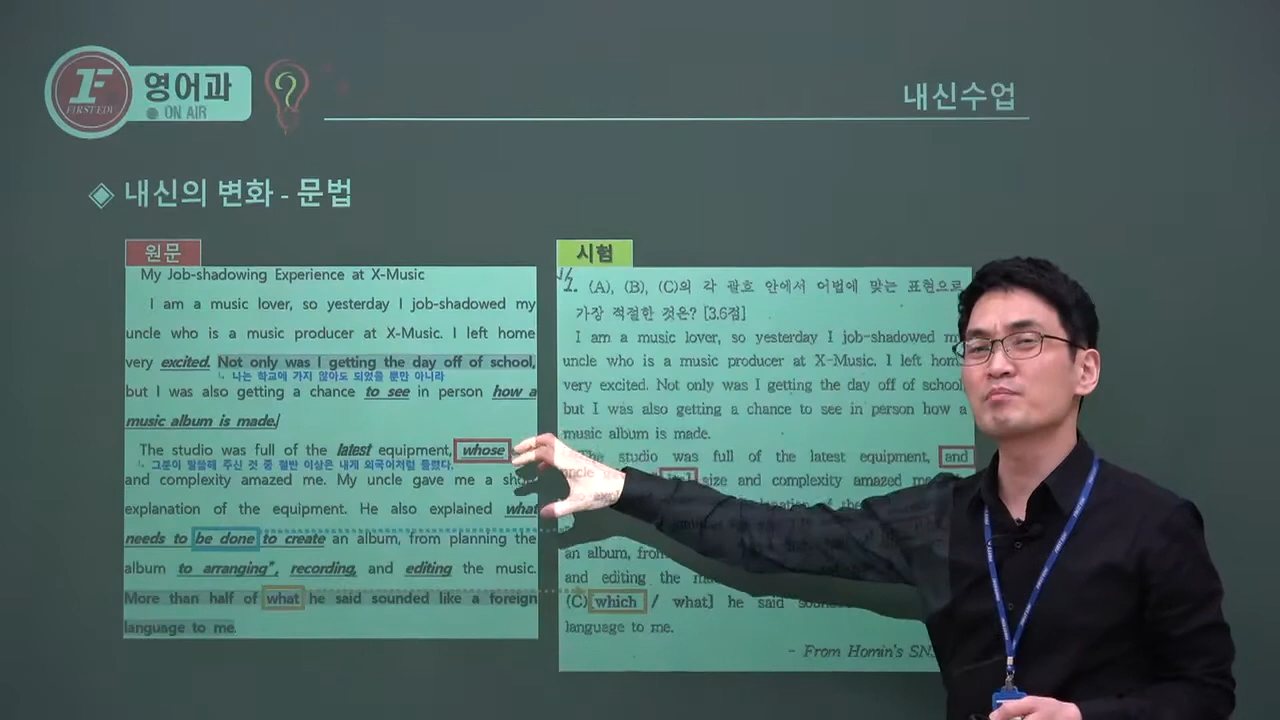 1F
FIRST EDU
영어과
ON AIR
내신수업
내신의 변화 - 문법
원문
My Job-shadowing Experience at X-Music
I am a music lover, so yesterday I job-shadowed my
uncle who is a music producer at X-Music. I left home
very excited. Not only was I getting the day off of school,
나는 학교에 가지 않아도 되었을 뿐만 아니라
but I was also getting a chance to see in person how a
music album is made.
The studio was full of the latest equipment, whose
그분이 말씀해 주신 것 중 절반 이상은 내게 외국어처럼 들렸다.
and complexity amazed me. My uncle gave me a
explanation of the equipment. He also explained what
needs to be done to create an album, from planning the
album to arranging*, recording, and editing the music.
More than half of what he said sounded like a foreign
language to me.
시험
1. (A), (B), (C)의 각 괄호 안에서 어법에 맞는 표현으로
가장 적절한 것은? [3.6점]
I am a music lover, so yesterday I job-shadowed
uncle who is a music producer at X-Music. I left
very excited. Not only was I getting the day off of school
but I was also getting a chance to see in person how a
music album is made.
The studio was full of the latest equipment, and
size and complexity amazed
an album,
and editing the
(C) which / what] he said
language to me.
- From Homin's